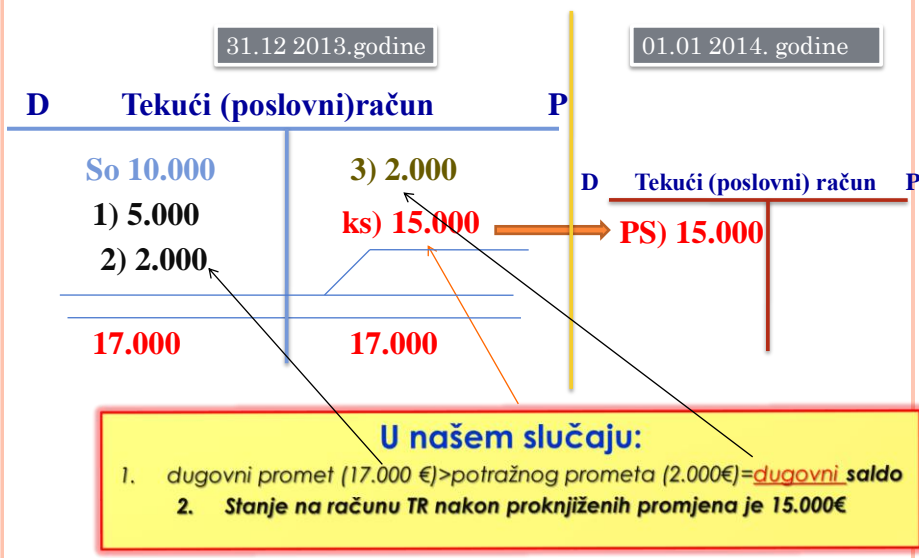 31.12 2013.godine
01.01 2014. godine
D Tekući (poslovni)račun P
So 10.000
3) 2.000
1) 5.000
ks) 15.000
2) 2.000
17.000
17.000
D Tekući (poslovni) račun P
PS) 15.000
U našem slučaju:
1. dugovni promet (17.000 €)>potražnog prometa (2.000€)=dugovni saldo
2. Stanje na računu TR nakon proknjiženih promjena je 15.000€